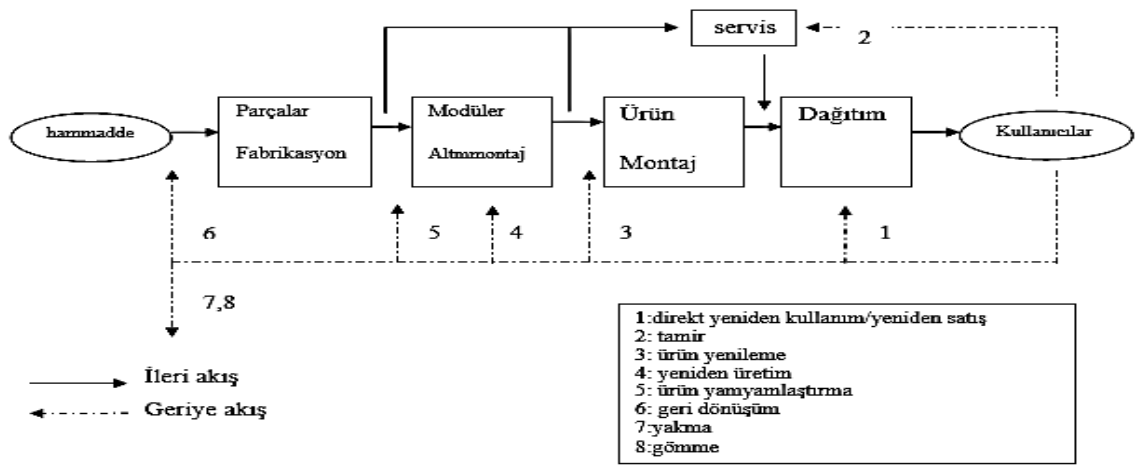 servis
2
hammadde
Parçalar
Fabrikasyon
Modüler
Altmmontaj
Ürün
Montaj
Dağıtım
Kullanıcılar
6
5
4
3
1
7,8
1:direkt yeniden kullanım/yeniden satış
2: tamir
3: ürün yenileme
4: yeniden üretim
5: ürün yamyamlaştırma
6: geri dönüşüm
7:yakma
8:gömme
İleri akış
Geriye akış